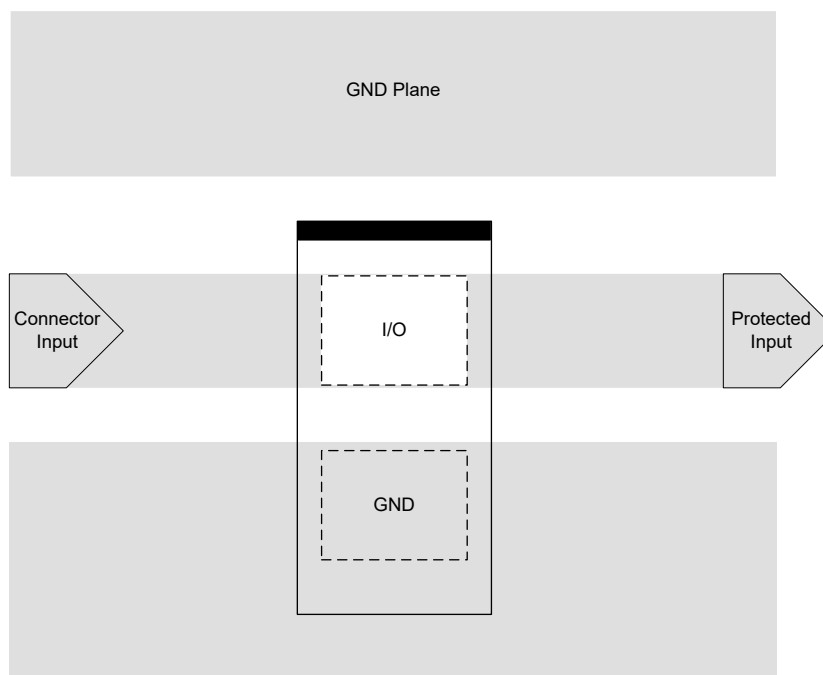 GND Plane
Connector
Input
I/O
Protected
Input
GND